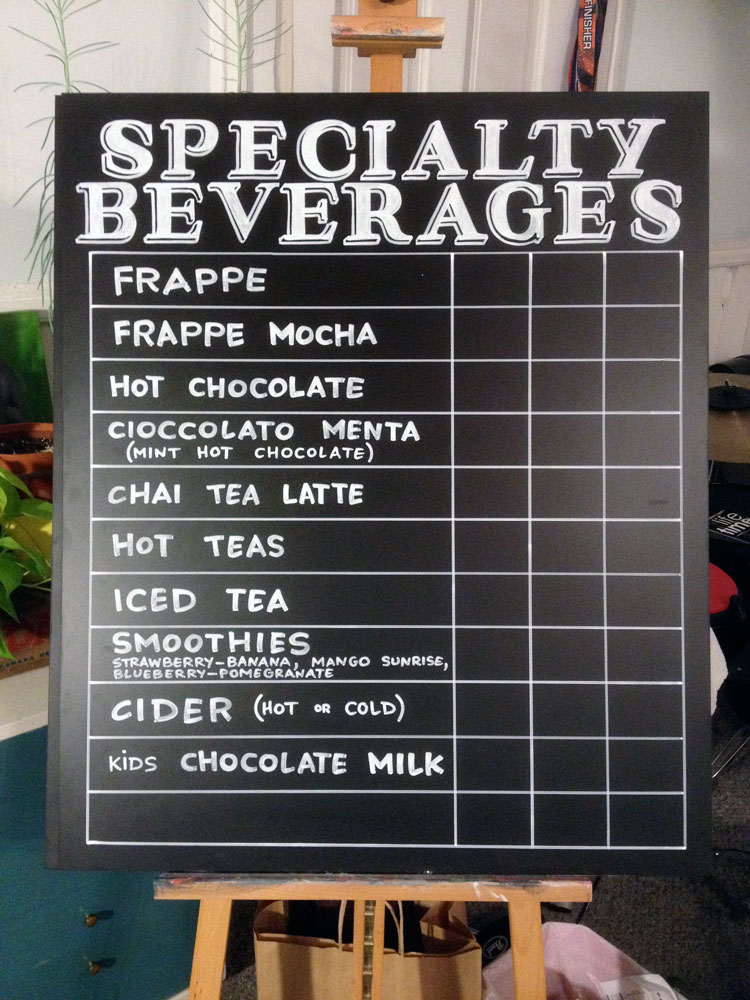 FINISHER
SPECIALTY
BEVERAGES
FRAPPE
FRAPPE MOCHA
HOT CHOCOLATE
CIOCCOLATO MENTA
(MINT HOT CHOCOLATE)
CHAI TEA LATTE
HOT TEAS
ICED TEA
SMOOTHIES
STRAWBERRY-BANANA, MANGO SUNRISE,
BLUEBERRY-POMEGRANATE
CIDER (HOT OR COLD)
KIDS CHOCOLATE MILK
time